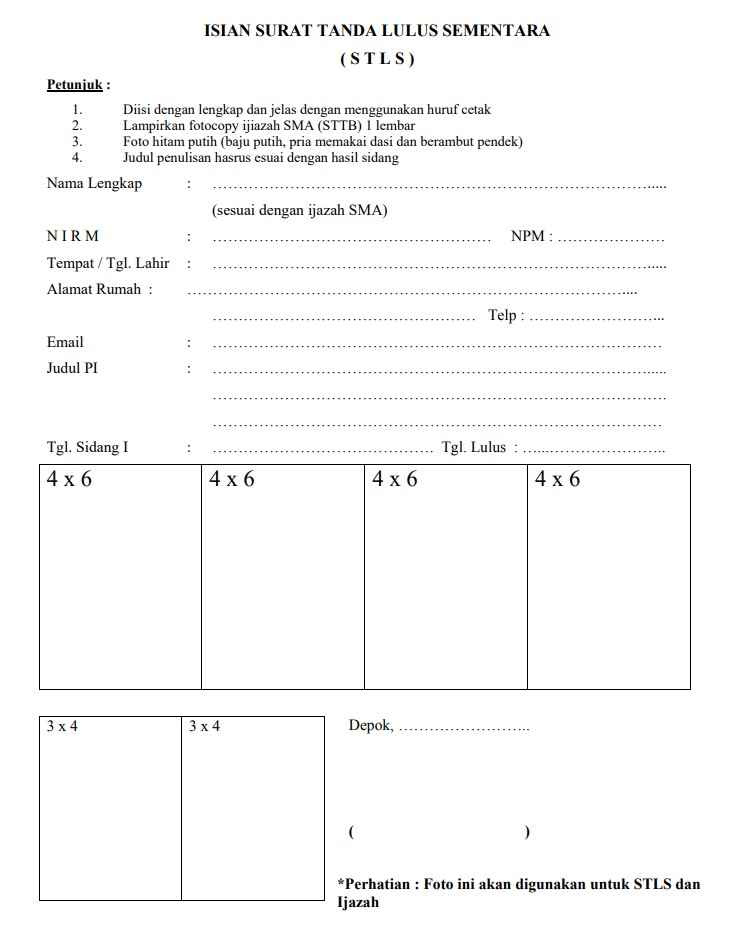 ISIAN SURAT TANDA LULUS SEMENTARA
( S T L S )
Petunjuk :
1. Diisi dengan lengkap dan jelas dengan menggunakan huruf cetak
2. Lampirkan fotocopy ijiazah SMA (STTB) 1 lembar
3. Foto hitam putih (baju putih, pria memakai dasi dan berambut pendek)
4. Judul penulisan hasrus esuai dengan hasil sidang
Nama Lengkap : ……………………………………………………………………….....
(sesuai dengan ijazah SMA)
N I R M : ……………………………………………… NPM : …………………
Tempat / Tgl. Lahir : ……………………………………………………………………….....
Alamat Rumah : ………………………………………………………………………....
…………………………………………… Telp : ……………………...
Email : ……………………………………………………………………………
Judul PI : ……………………………………………………………………….....
……………………………………………………………………………
……………………………………………………………………………
Tgl. Sidang I : …………………………………… Tgl. Lulus : …...…………………..
4 x 6 4 x 6 4 x 6 4 x 6
3 x 4 3 x 4 Depok, ……………………..
( )
*Perhatian : Foto ini akan digunakan untuk STLS dan
Ijazah